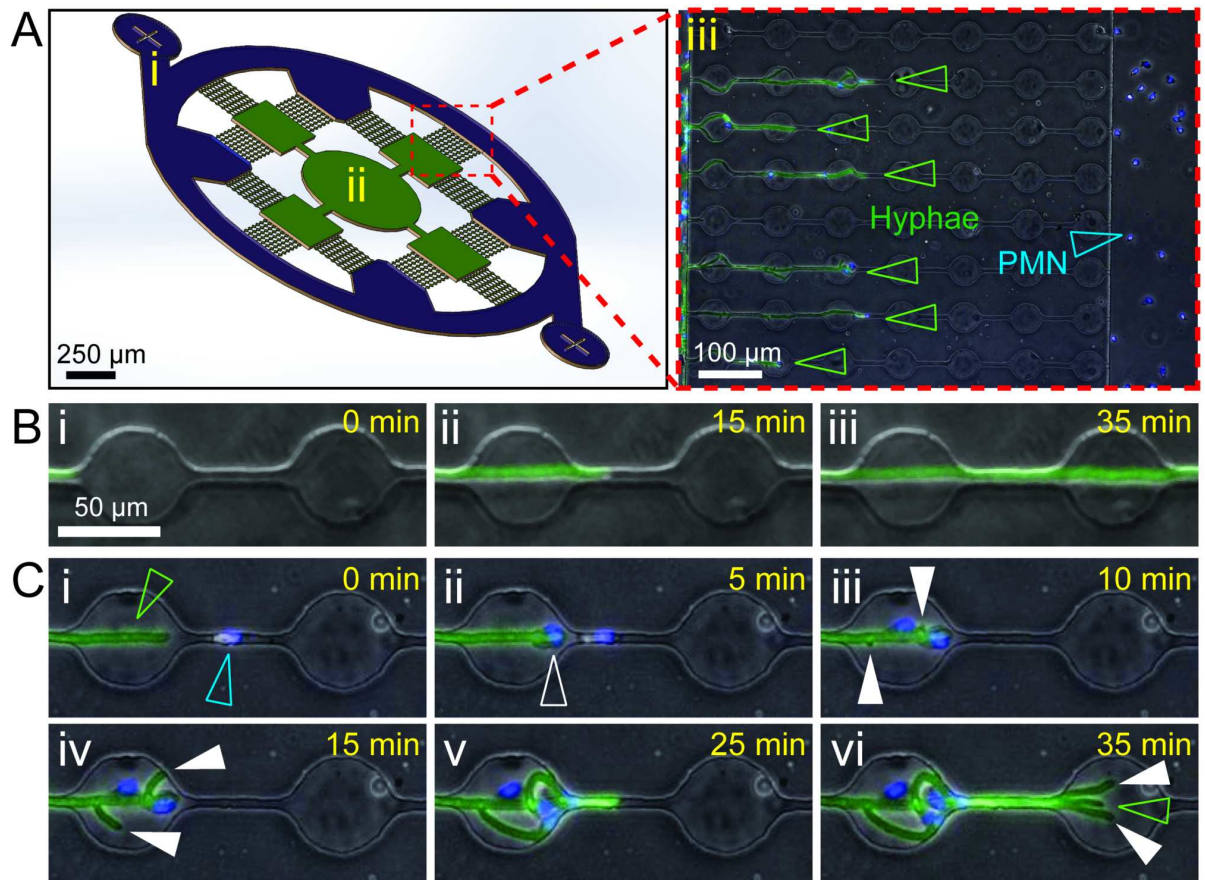 A
i
ii
250 µm
iii
Hyphae
PMN
100 µm
B
i
0 min
50 µm
ii
15 min
iii
35 min
C
i
0 min
ii
5 min
iii
10 min
iv
15 min
v
25 min
vi
35 min